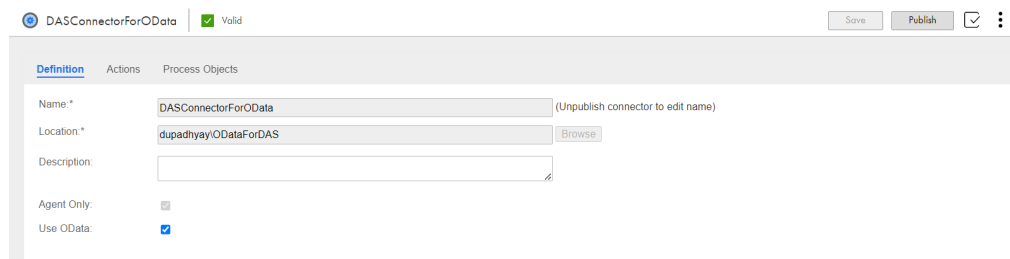 DASConnectorForOData Valid Save Publish
Definition Actions Process Objects
Name:* DASConnectorForOData (Unpublish connector to edit name)
Location:* dupadhyay\ODataForDAS Browse
Description:
Agent Only:
Use OData: